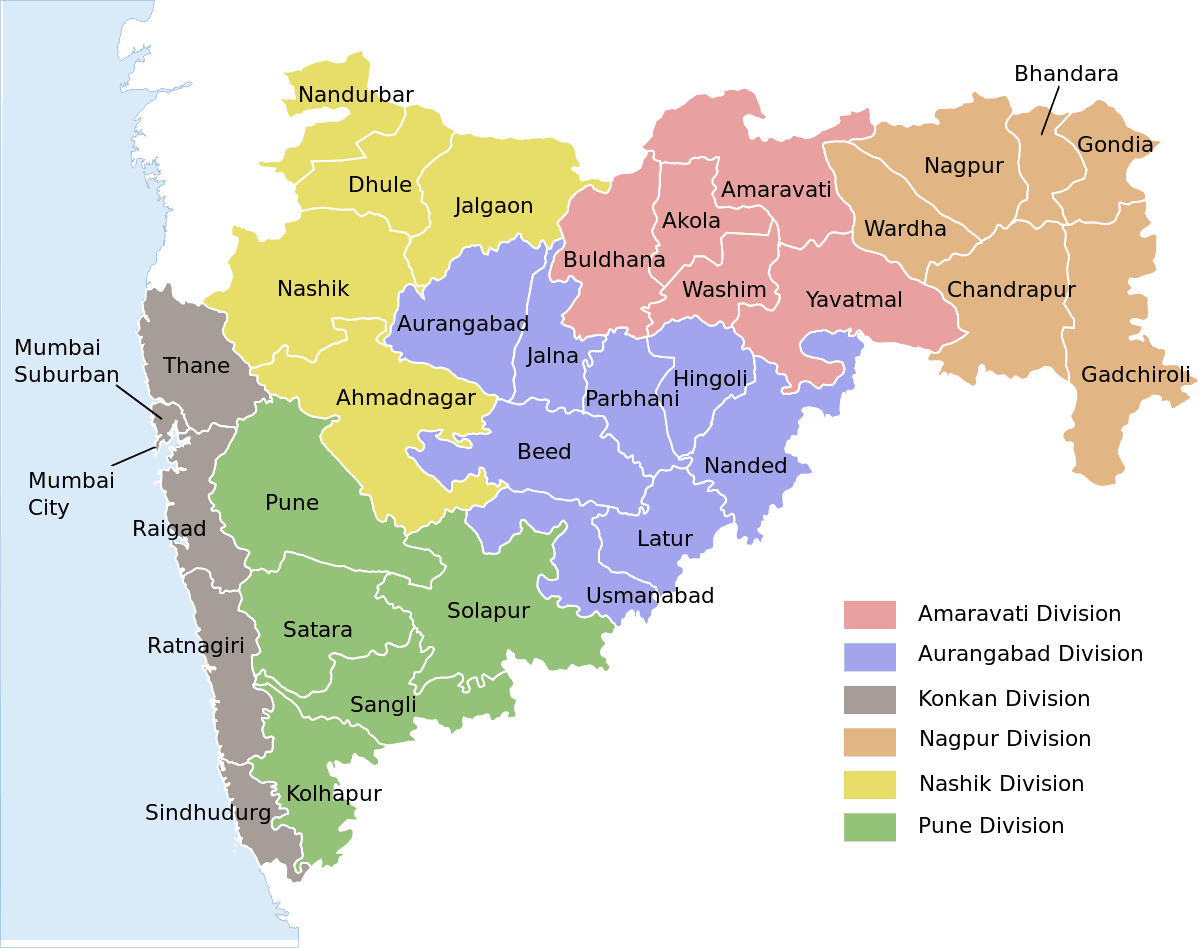 Bhandara
Nandurbar
Gondia
Nagpur
Dhule
Amaravati
Jalgaon
Akola
Wardha
Buldhana
Nashik
Washim
Chandrapur
Yavatmal
Aurangabad
Mumbai
Suburban
Jalna
Thane
Hingoli
Gadchiroli
Ahmadnagar
Parbhani
Beed
Nanded
Mumbai
City
Pune
Raigad
Latur
Usmanabad
Solapur
Satara
Ratnagiri
Sangli
Kolhapur
Sindhudurg
Amaravati Division
Aurangabad Division
Konkan Division
Nagpur Division
Nashik Division
Pune Division